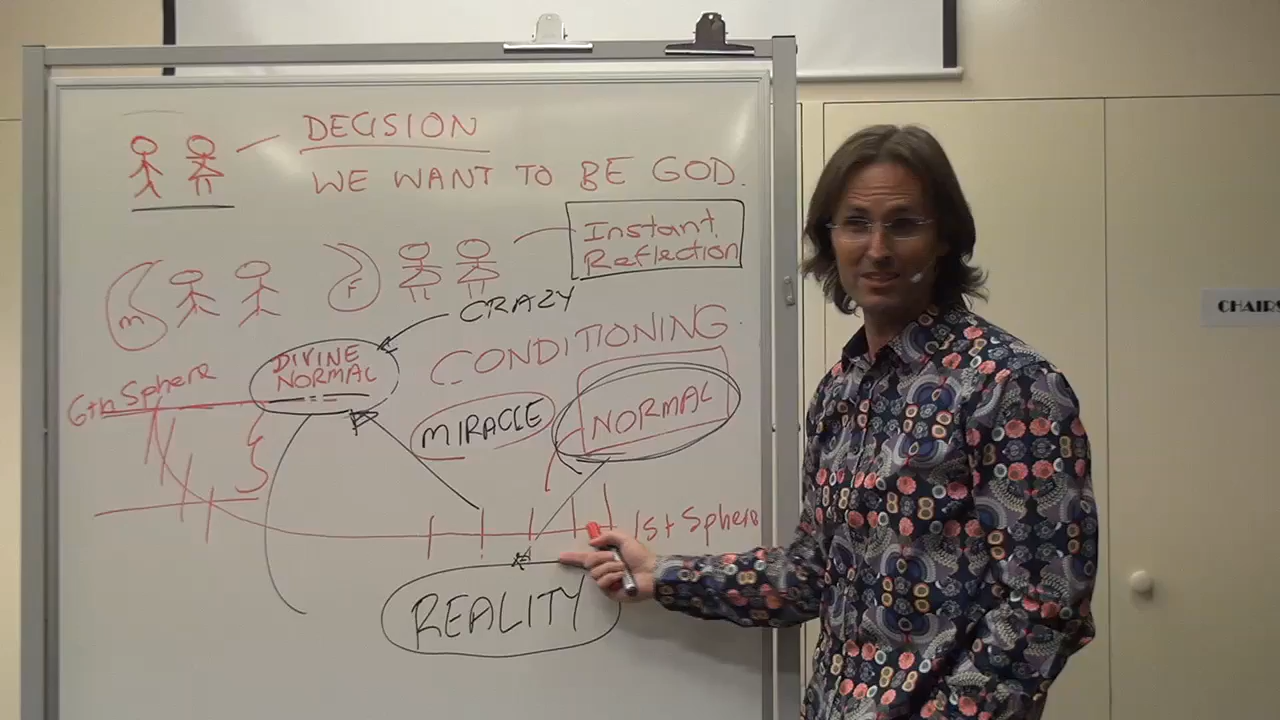 DECISION
WE WANT TO BE GOD.
Instant
Reflection
M
F
CRAZY
CONDITIONING
DIVINE
NORMAL
6th Sphere
MIRACLE
NORMAL
1st Sphere
REALITY
CHAIRS